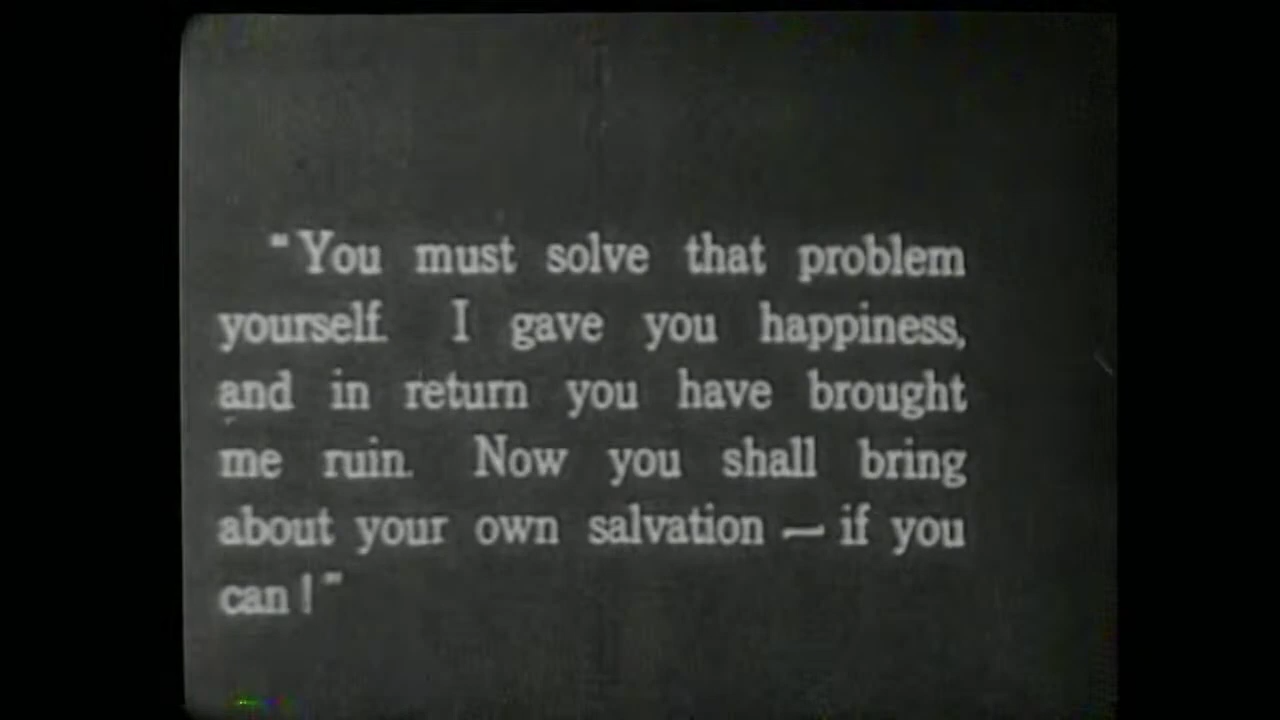 "You must solve that problem
yourself. I gave you happiness,
and in return you have brought
me ruin. Now you shall bring
about your own salvation — if you
can!"